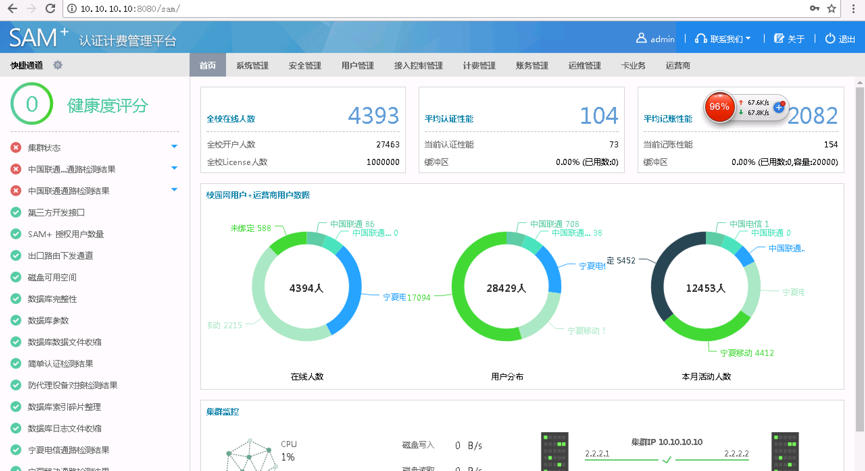 10.10.10.10:8080/sam/
SAM+ 认证计费管理平台
admin
联系我们
关于
退出
快捷通道
首页 系统管理 安全管理 用户管理 接入控制管理 计费管理 账务管理 运维管理 卡业务 运营商
0 健康度评分
集群状态
中国联通...通路检测结果
中国联通通路检测结果
第三方开发接口
SAM+ 授权用户数量
出口路由下发通道
磁盘可用空间
数据库完整性
数据库参数
数据库数据文件收缩
简单认证检测结果
防代理设备对接检测结果
数据库索引碎片整理
数据库日志文件收缩
宁夏电信通路检测结果
宁夏移动通路检测结果
全校在线人数 4393
全校开户人数 27463
全校License人数 1000000
平均认证性能 104
当前认证性能 73
缓冲区 0.00% (已用数:0)
平均记账性能 2082
当前记账性能 154
缓冲区 0.00% (已用数:0,容量:20000)
96%
67.6K/s
67.8K/s
校园网用户+运营商用户数据
未绑定 588
中国联通 86
中国联通... 0
宁夏电
移动 2215
4394人
在线人数
中国联通 708
中国联通... 38
宁夏电
宁夏移动
17094
28429人
用户分布
中国电信 1
中国联通 0
中国联通..
宁夏电
宁夏移动 4412
定 5452
12453人
本月活动人数
集群监控
CPU
1%
磁盘写入 0 B/s
磁盘读取
集群IP 10.10.10.10
2.2.2.1
2.2.2.2